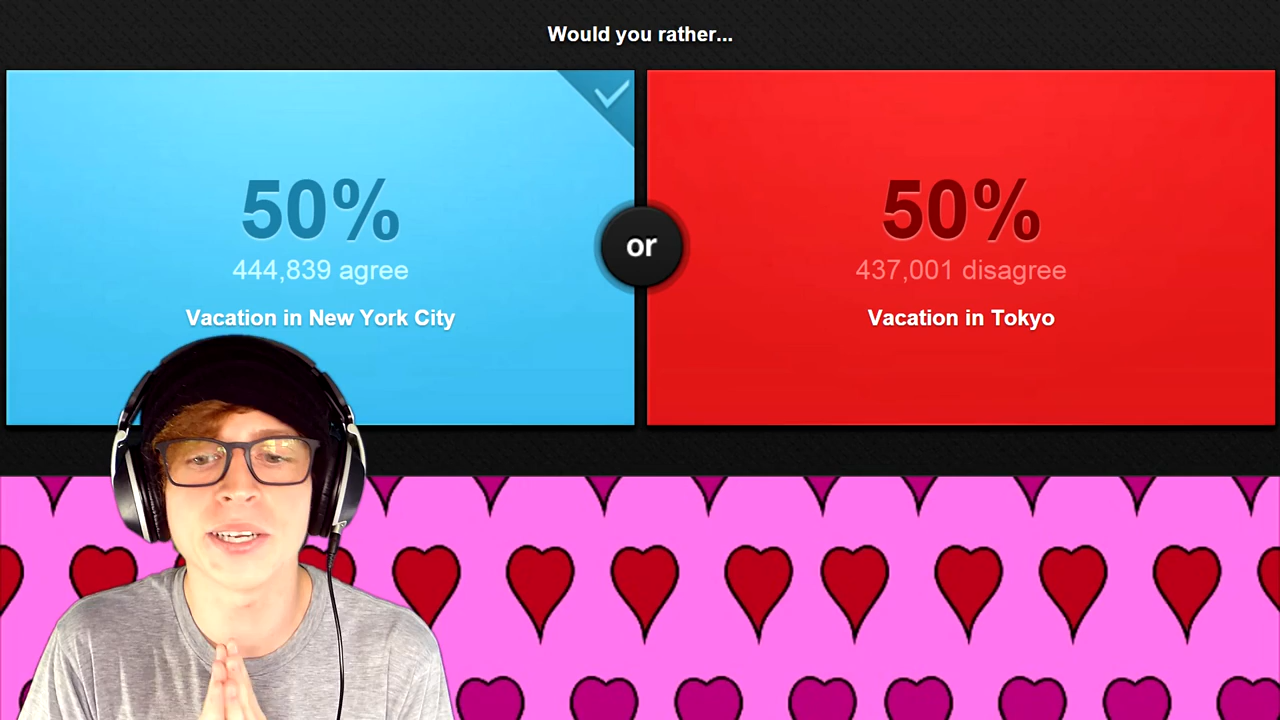 Would you rather...
50%
444,839 agree
Vacation in New York City
or
50%
437,001 disagree
Vacation in Tokyo